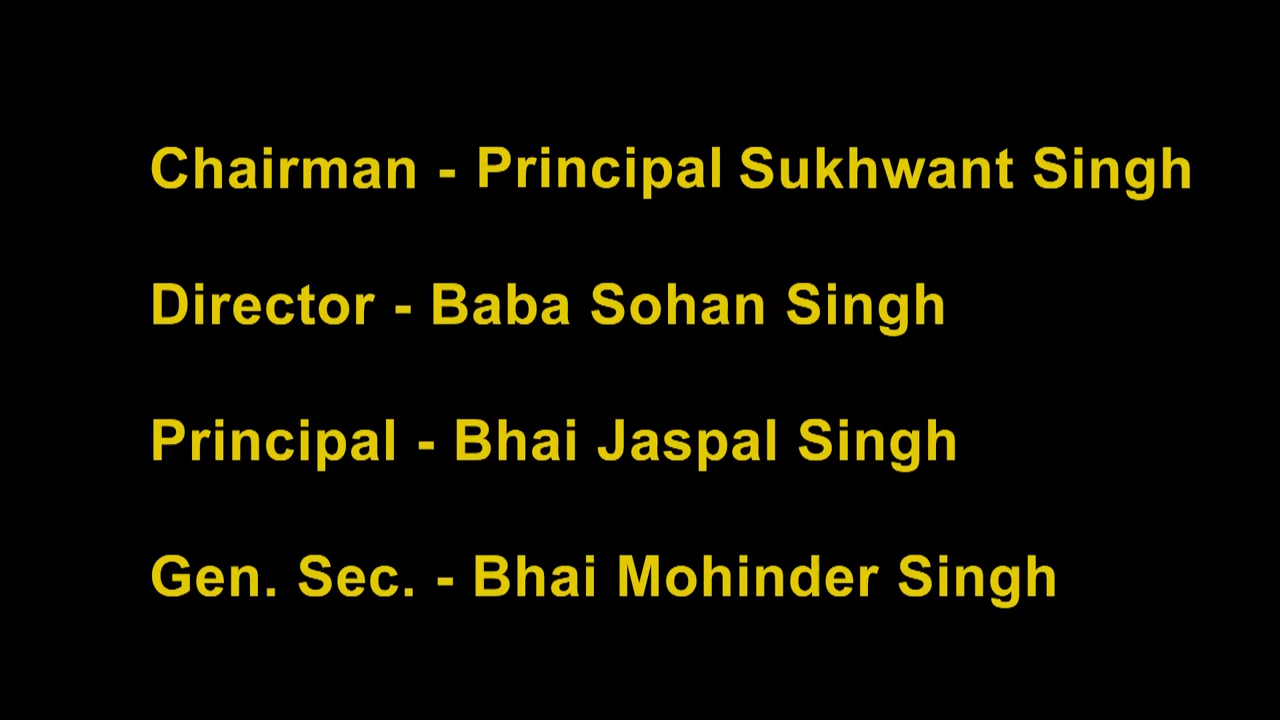 Chairman - Principal Sukhwant Singh
Director - Baba Sohan Singh
Principal - Bhai Jaspal Singh
Gen. Sec. - Bhai Mohinder Singh